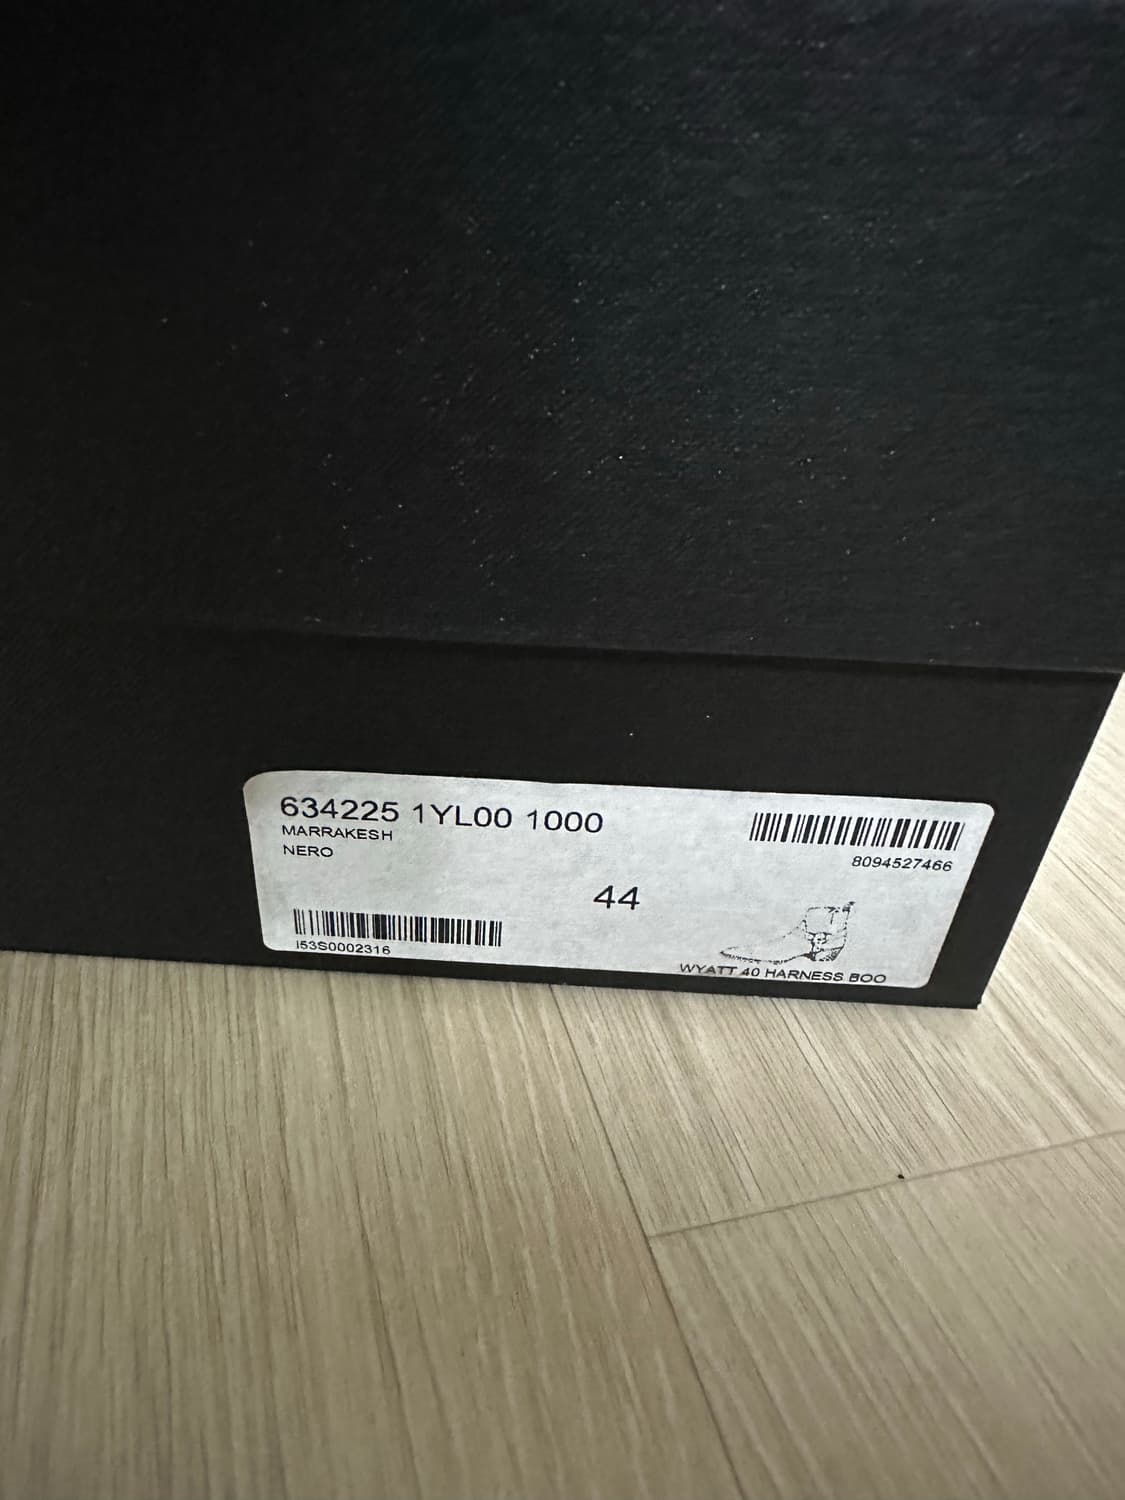 634225 1YL00 1000
MARRAKESH
NERO
8094527466
44
I53S0002316
WYATT 40 HARNESS BOO